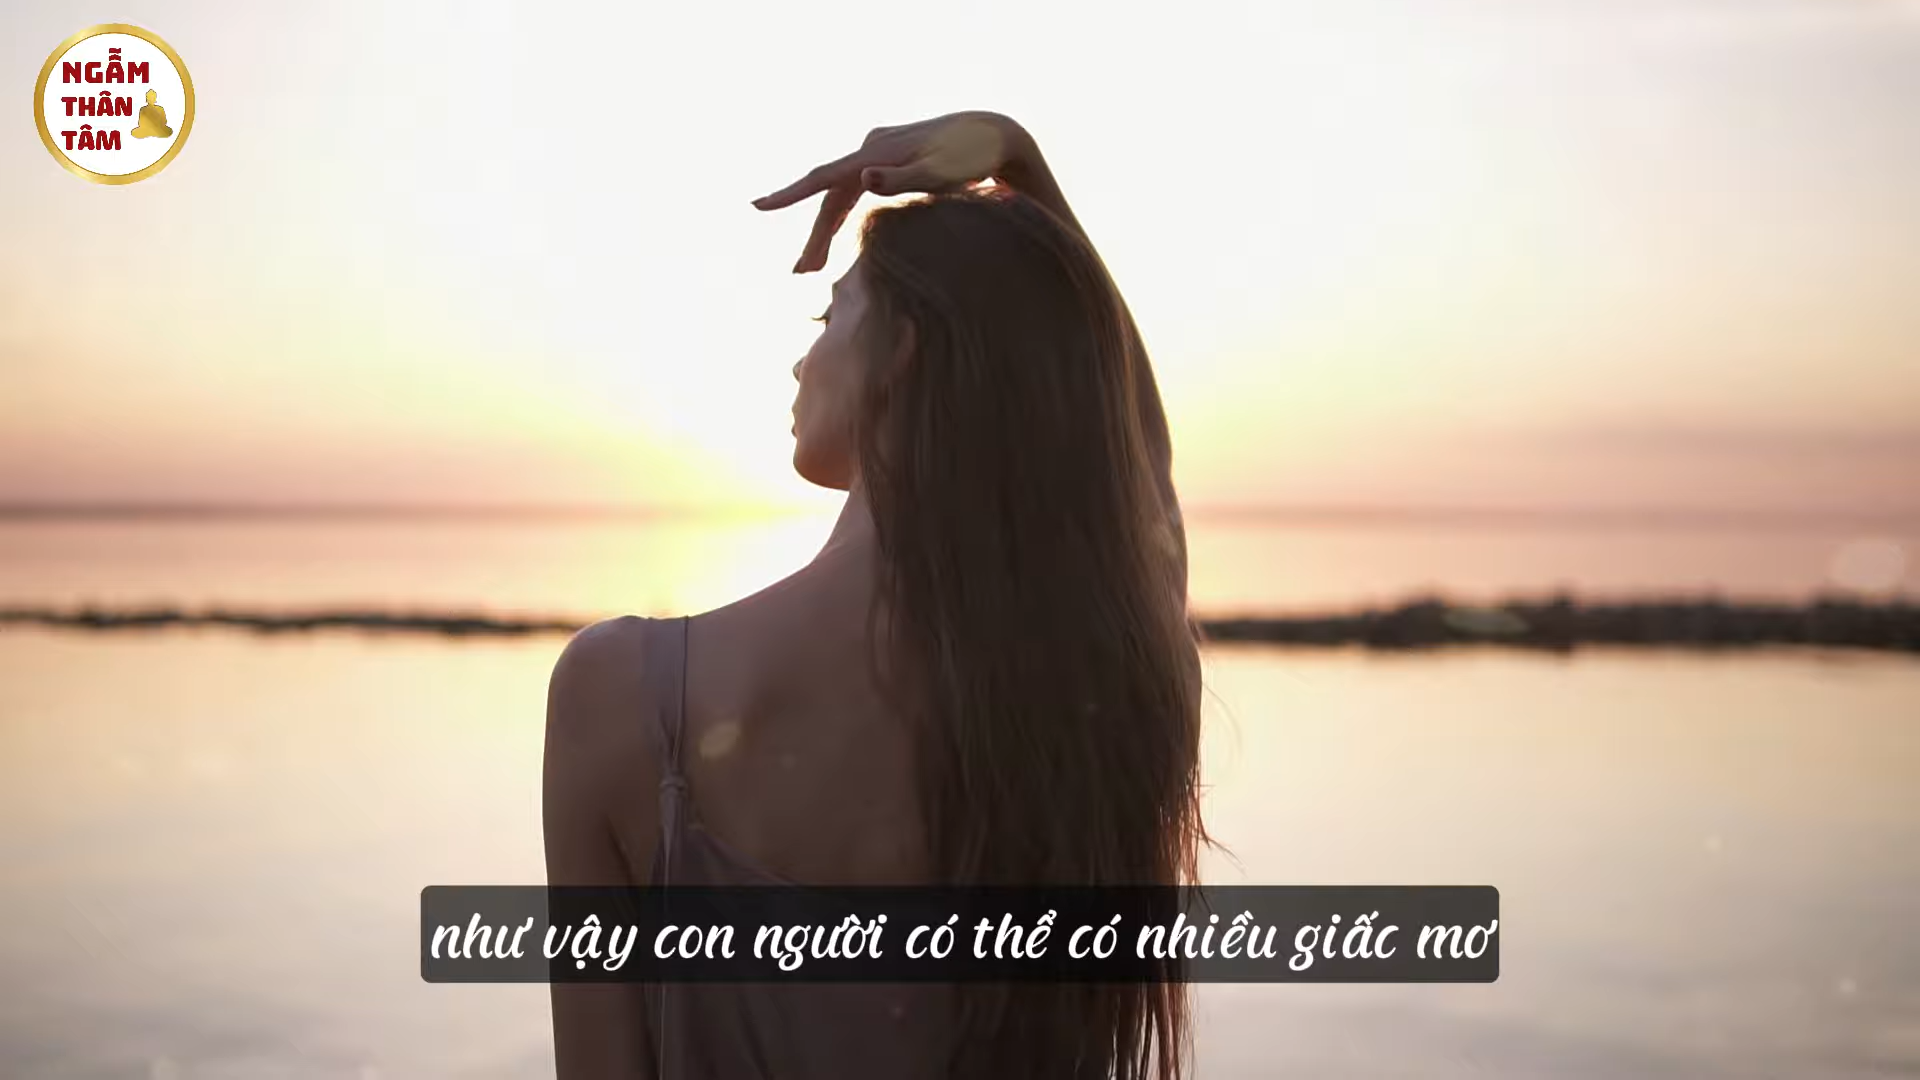 NGẪM
THÂN
TÂM
như vậy con người có thể có nhiều giấc mơ